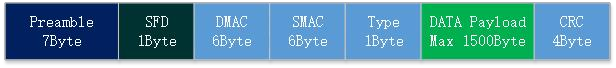 Preamble
7Byte
SFD
1Byte
DMAC
6Byte
SMAC
6Byte
Type
1Byte
DATA Payload
Max 1500Byte
CRC
4Byte